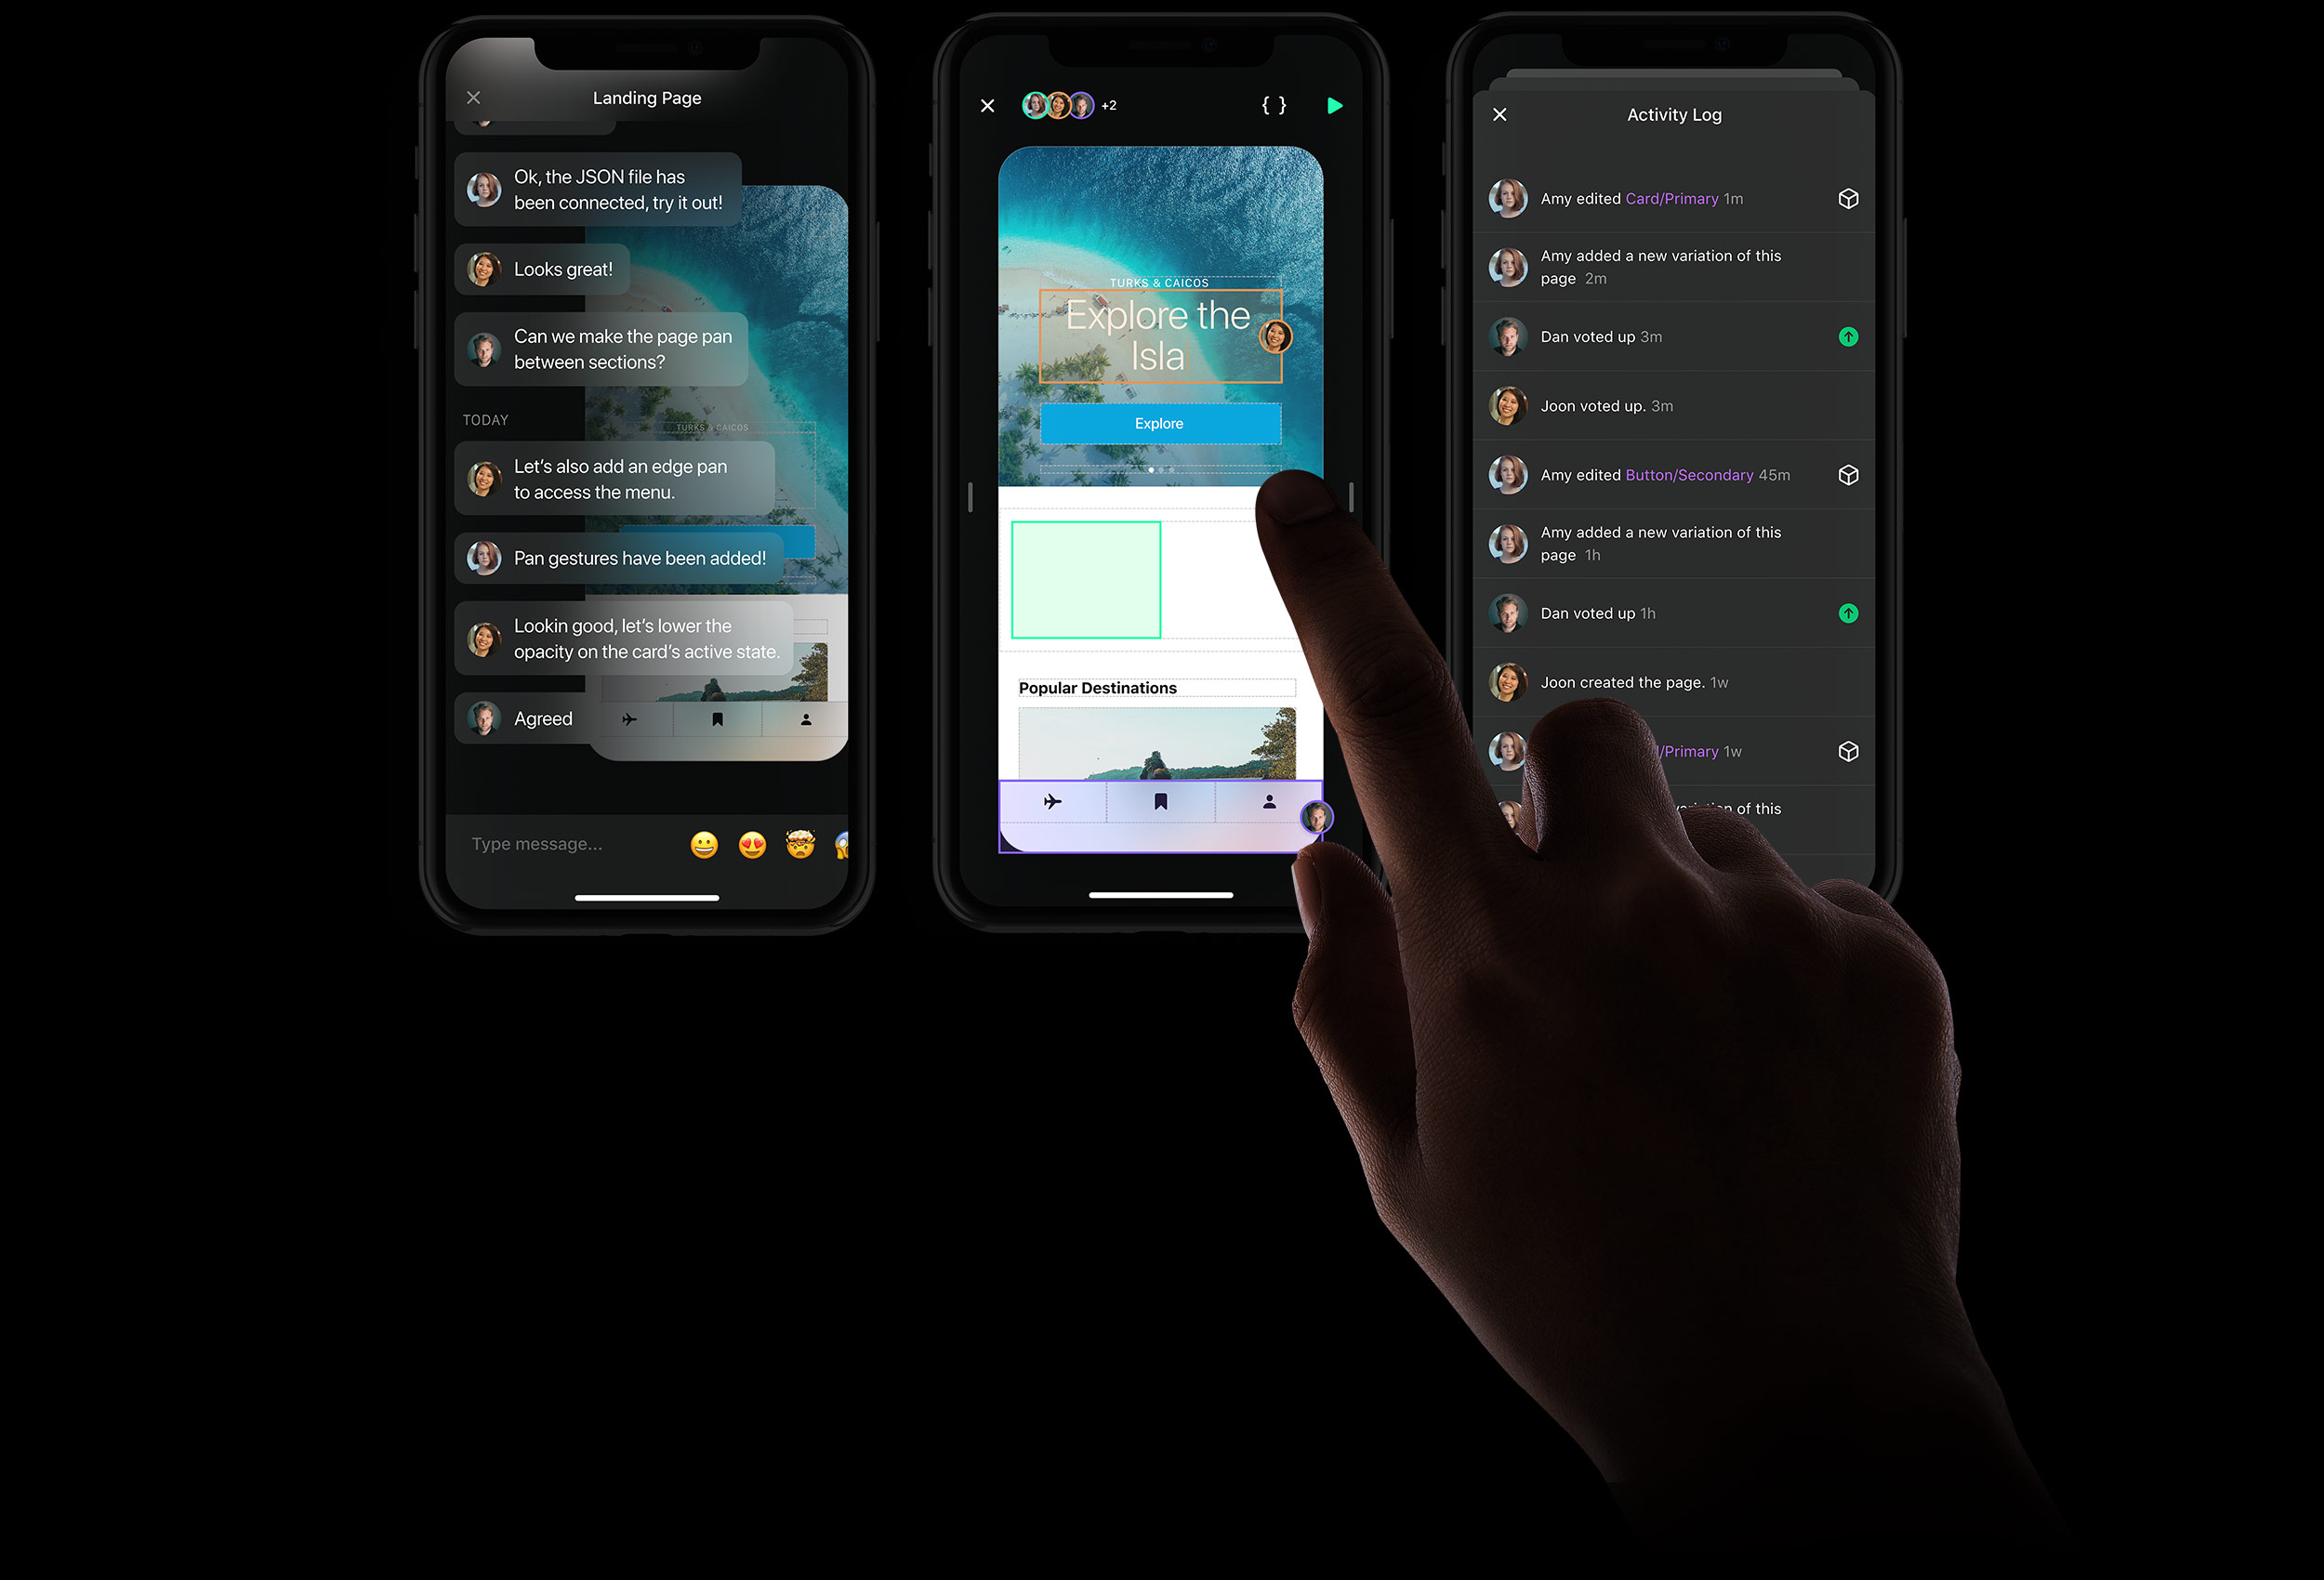 Landing Page
Ok, the JSON file has
been connected, try it out!
Looks great!
Can we make the page pan
between sections?
TODAY
Let's also add an edge pan
to access the menu.
Pan gestures have been added!
Lookin good, let's lower the
opacity on the card's active state.
Agreed
TURKS & CAICOS
Type message...
+2
{ }
TURKS & CAICOS
Explore the
Isla
Explore
Popular Destinations
Activity Log
Amy edited Card/Primary 1m
Amy added a new variation of this
page 2m
Dan voted up 3m
Joon voted up. 3m
Amy edited Button/Secondary 45m
Amy added a new variation of this
page 1h
Dan voted up 1h
Joon created the page. 1w
/Primary 1w
of this